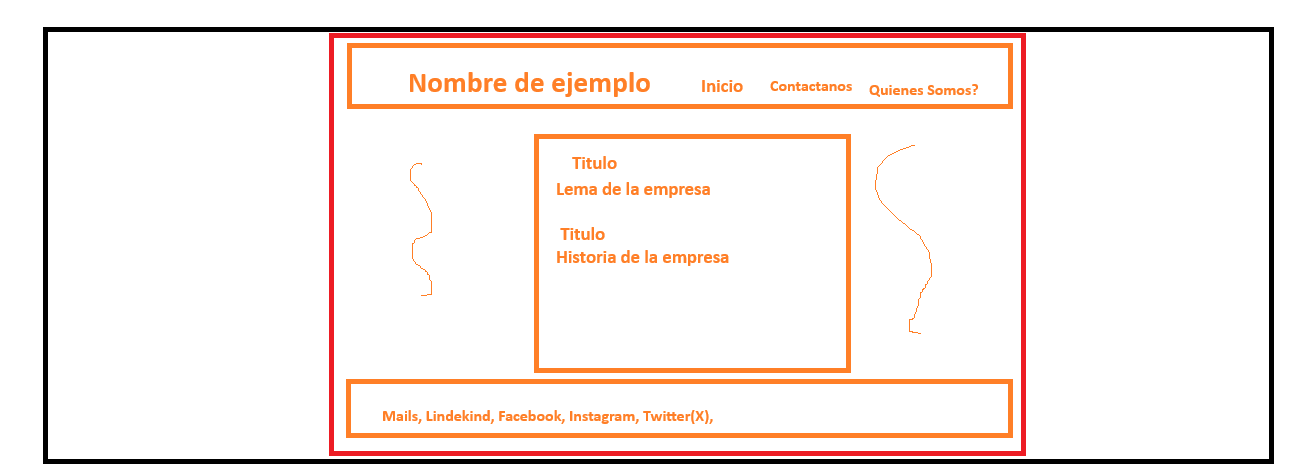 Nombre de ejemplo Inicio Contactanos Quienes Somos?
Titulo
Lema de la empresa
Titulo
Historia de la empresa
Mails, Lindekind, Facebook, Instagram, Twitter(X),